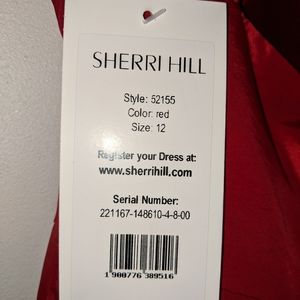 SHERRI HILL
Style: 52155
Color: red
Size: 12
Register your Dress at:
www.sherrihill.com
Serial Number:
221167-148610-4-8-00
1 900776 389516